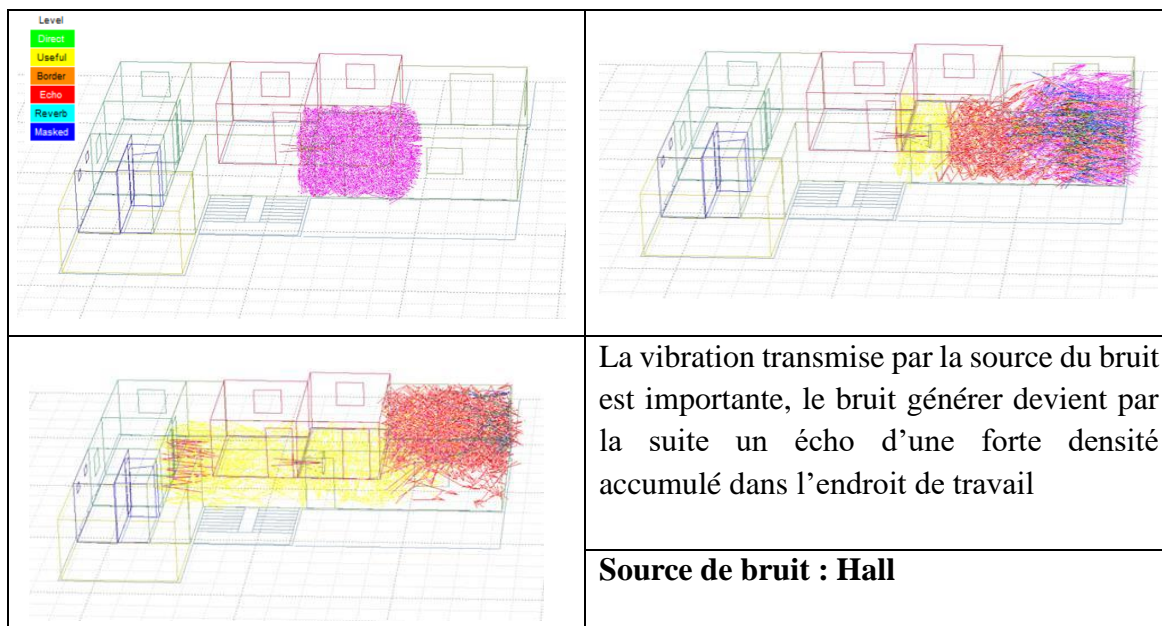 Level
Direct
Useful
Border
Echo
Reverb
Masked
La vibration transmise par la source du bruit
est importante, le bruit générer devient par
la suite un écho d’une forte densité
accumulé dans l’endroit de travail
Source de bruit : Hall